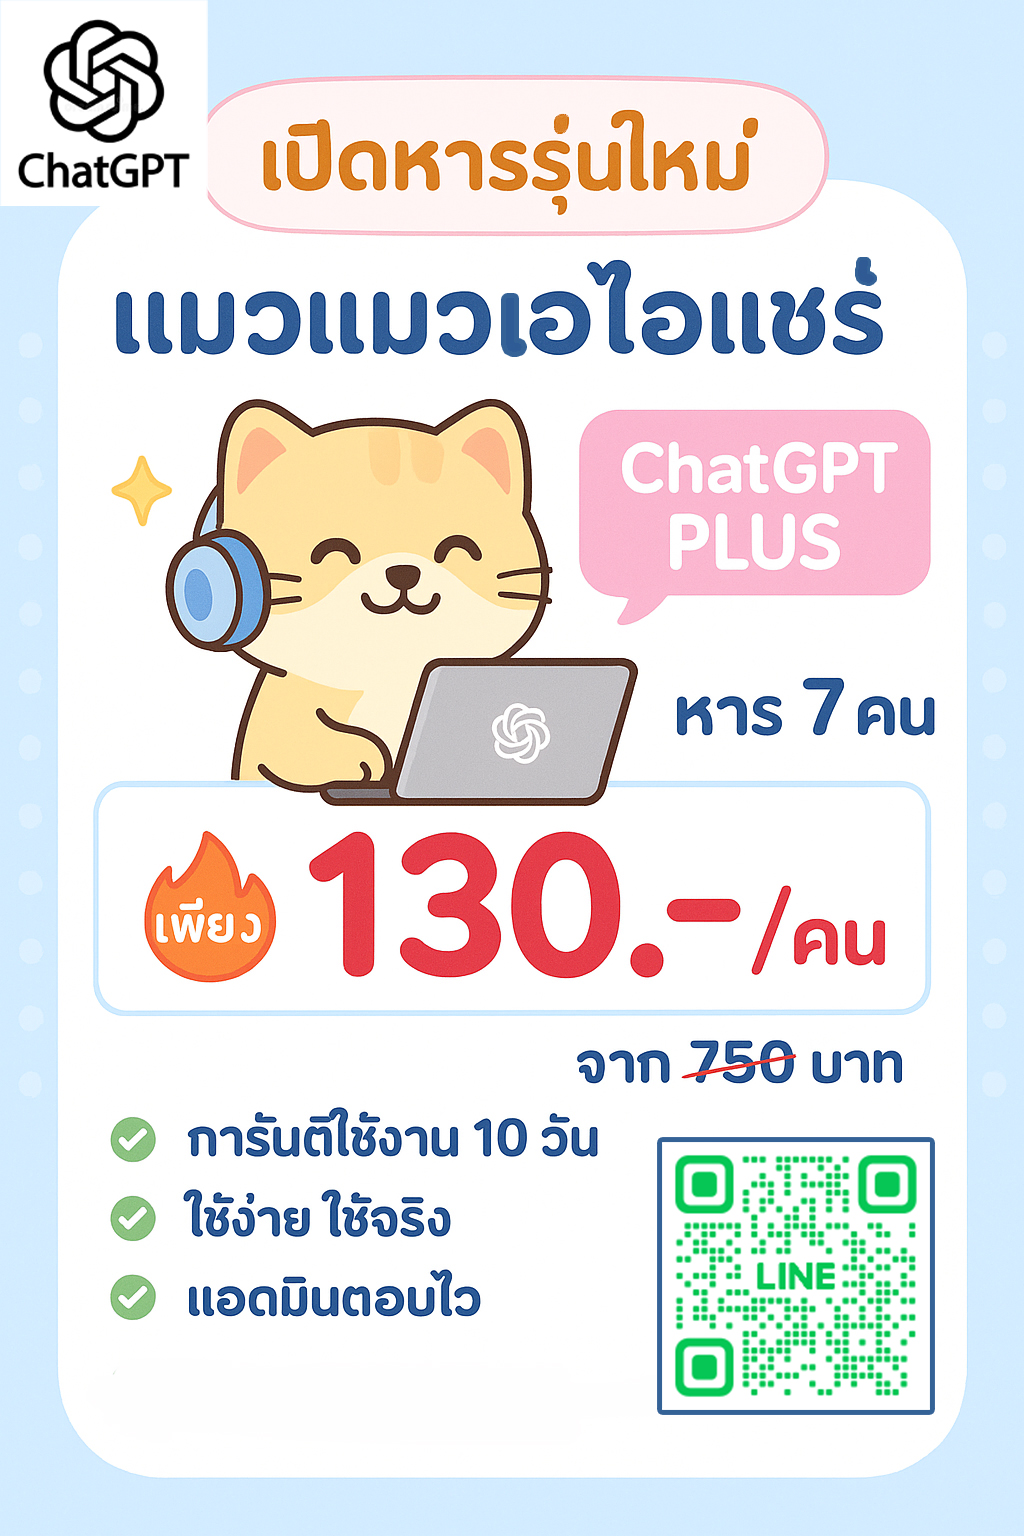 ChatGPT
เปิดหารรุ่นใหม่
แมวแมวเอไอแชร์
ChatGPT
PLUS
หาร 7 คน
เพียง
130.-/คน
จาก 750 บาท
การันตีใช้งาน 10 วัน
ใช้ง่าย ใช้จริง
แอดมินตอบไว
LINE